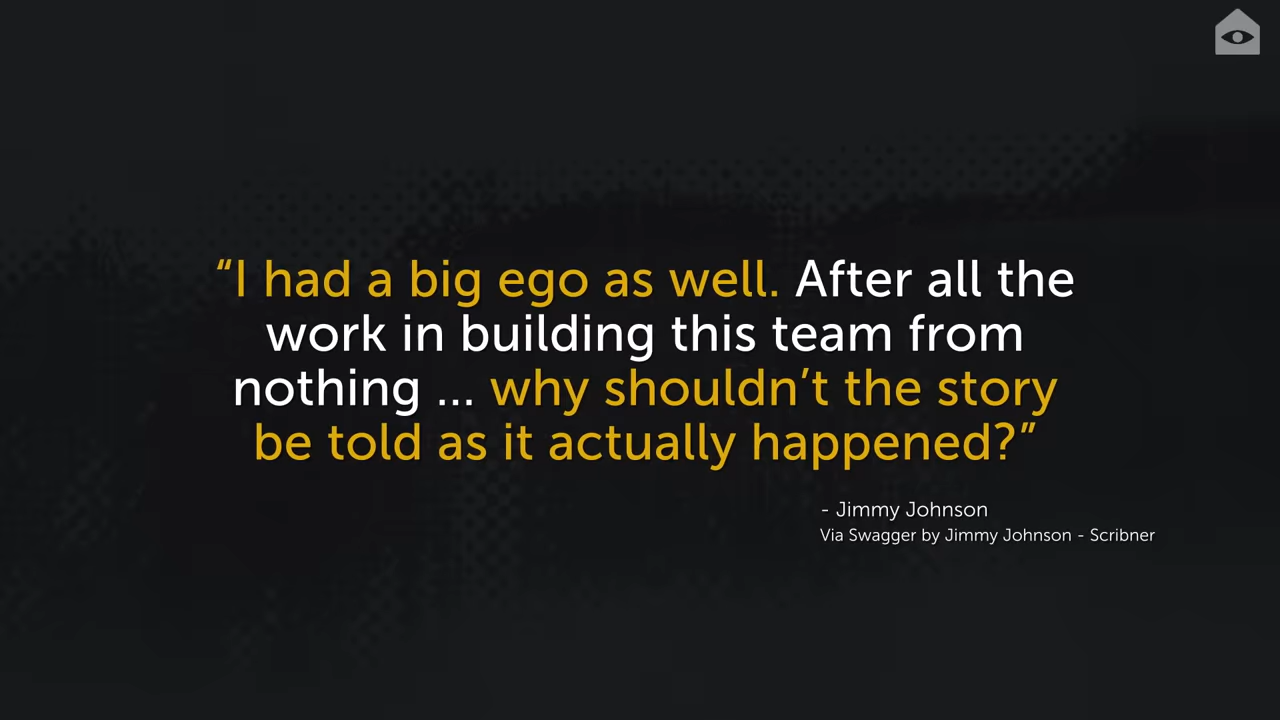 “I had a big ego as well. After all the
work in building this team from
nothing ... why shouldn’t the story
be told as it actually happened?”
- Jimmy Johnson
Via Swagger by Jimmy Johnson - Scribner